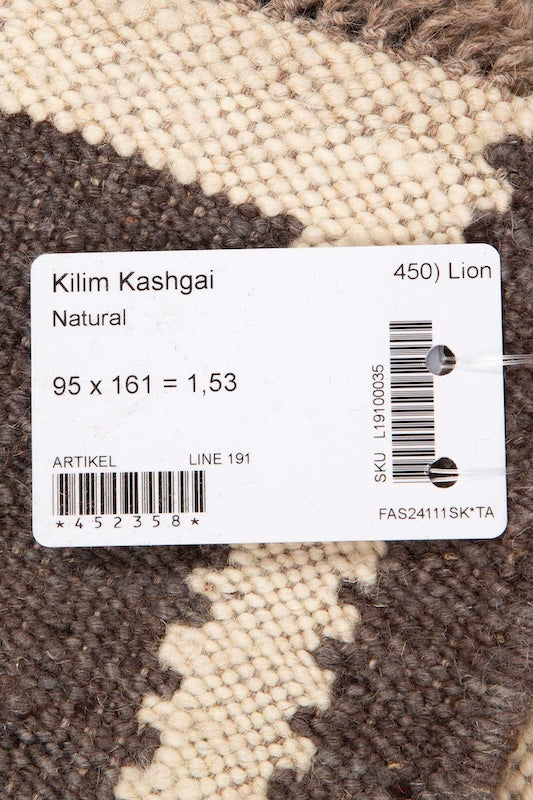 Kilim Kashgai
450) Lion
Natural
95 x 161 = 1,53
SKU L19100035
ARTIKEL
LINE 191
*452358*
FAS24111SK*TA